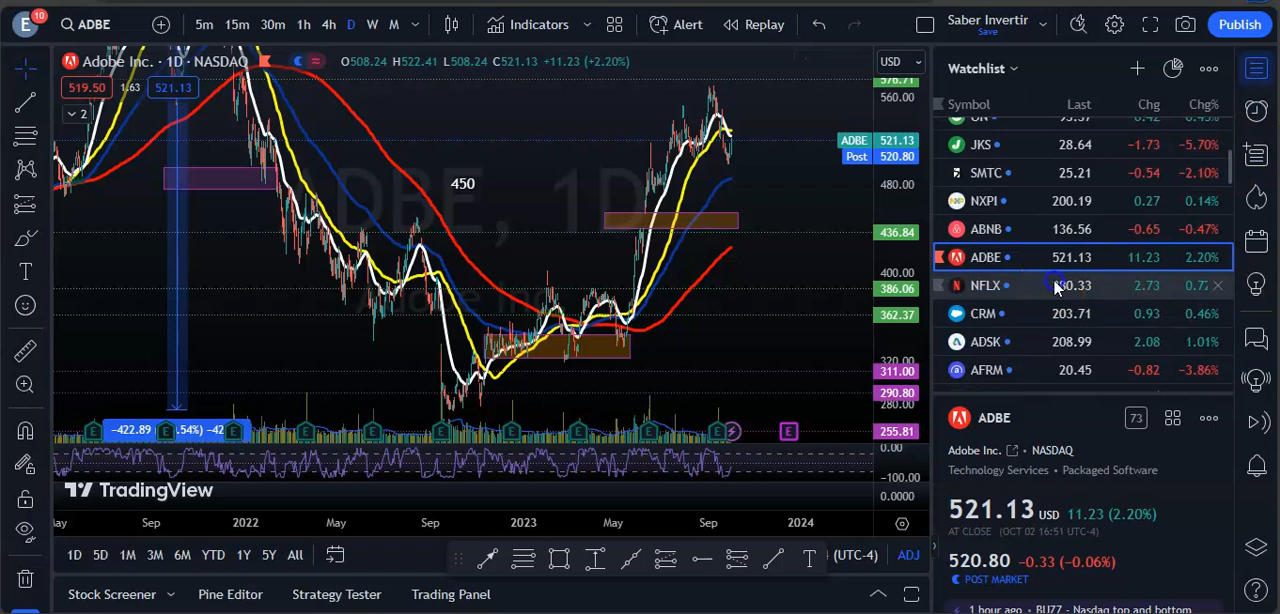 E 10 ADBE 5m 15m 30m 1h 4h D W M Indicators Alert Replay Saber Invertir Save Publish
Adobe Inc. · 1D · NASDAQ O508.24 H522.41 L508.24 C521.13 +11.23 (+2.20%) USD
519.50 1.63 521.13
2
ADBE, 1D
Adobe Inc.
450
576.71
560.00
ADBE 521.13
Post 520.80
480.00
436.84
400.00
386.06
362.37
320.00
311.00
290.80
280.00
255.81
0.00
-100.00
0.0000
E E E E E E E E E E E
TradingView
Sep 2022 May Sep 2023 May Sep 2024
1D 5D 1M 3M 6M YTD 1Y 5Y All (UTC-4) ADJ
Stock Screener Pine Editor Strategy Tester Trading Panel
Watchlist
Symbol Last Chg Chg%
JKS 28.64 -1.73 -5.70%
SMTC 25.21 -0.54 -2.10%
NXPI 200.19 0.27 0.14%
ABNB 136.56 -0.65 -0.47%
ADBE 521.13 11.23 2.20%
NFLX 2.73
CRM 203.71 0.93 0.46%
ADSK 208.99 2.08 1.01%
AFRM 20.45 -0.82 -3.86%
ADBE 73
Adobe Inc. NASDAQ
Technology Services • Packaged Software
521.13 USD 11.23 (2.20%)
AT CLOSE (OCT 02 16:51 UTC-4)
520.80 -0.33 (-0.06%)
POST MARKET
1 hour ago • BUZZ - Nasdaq top and bottom